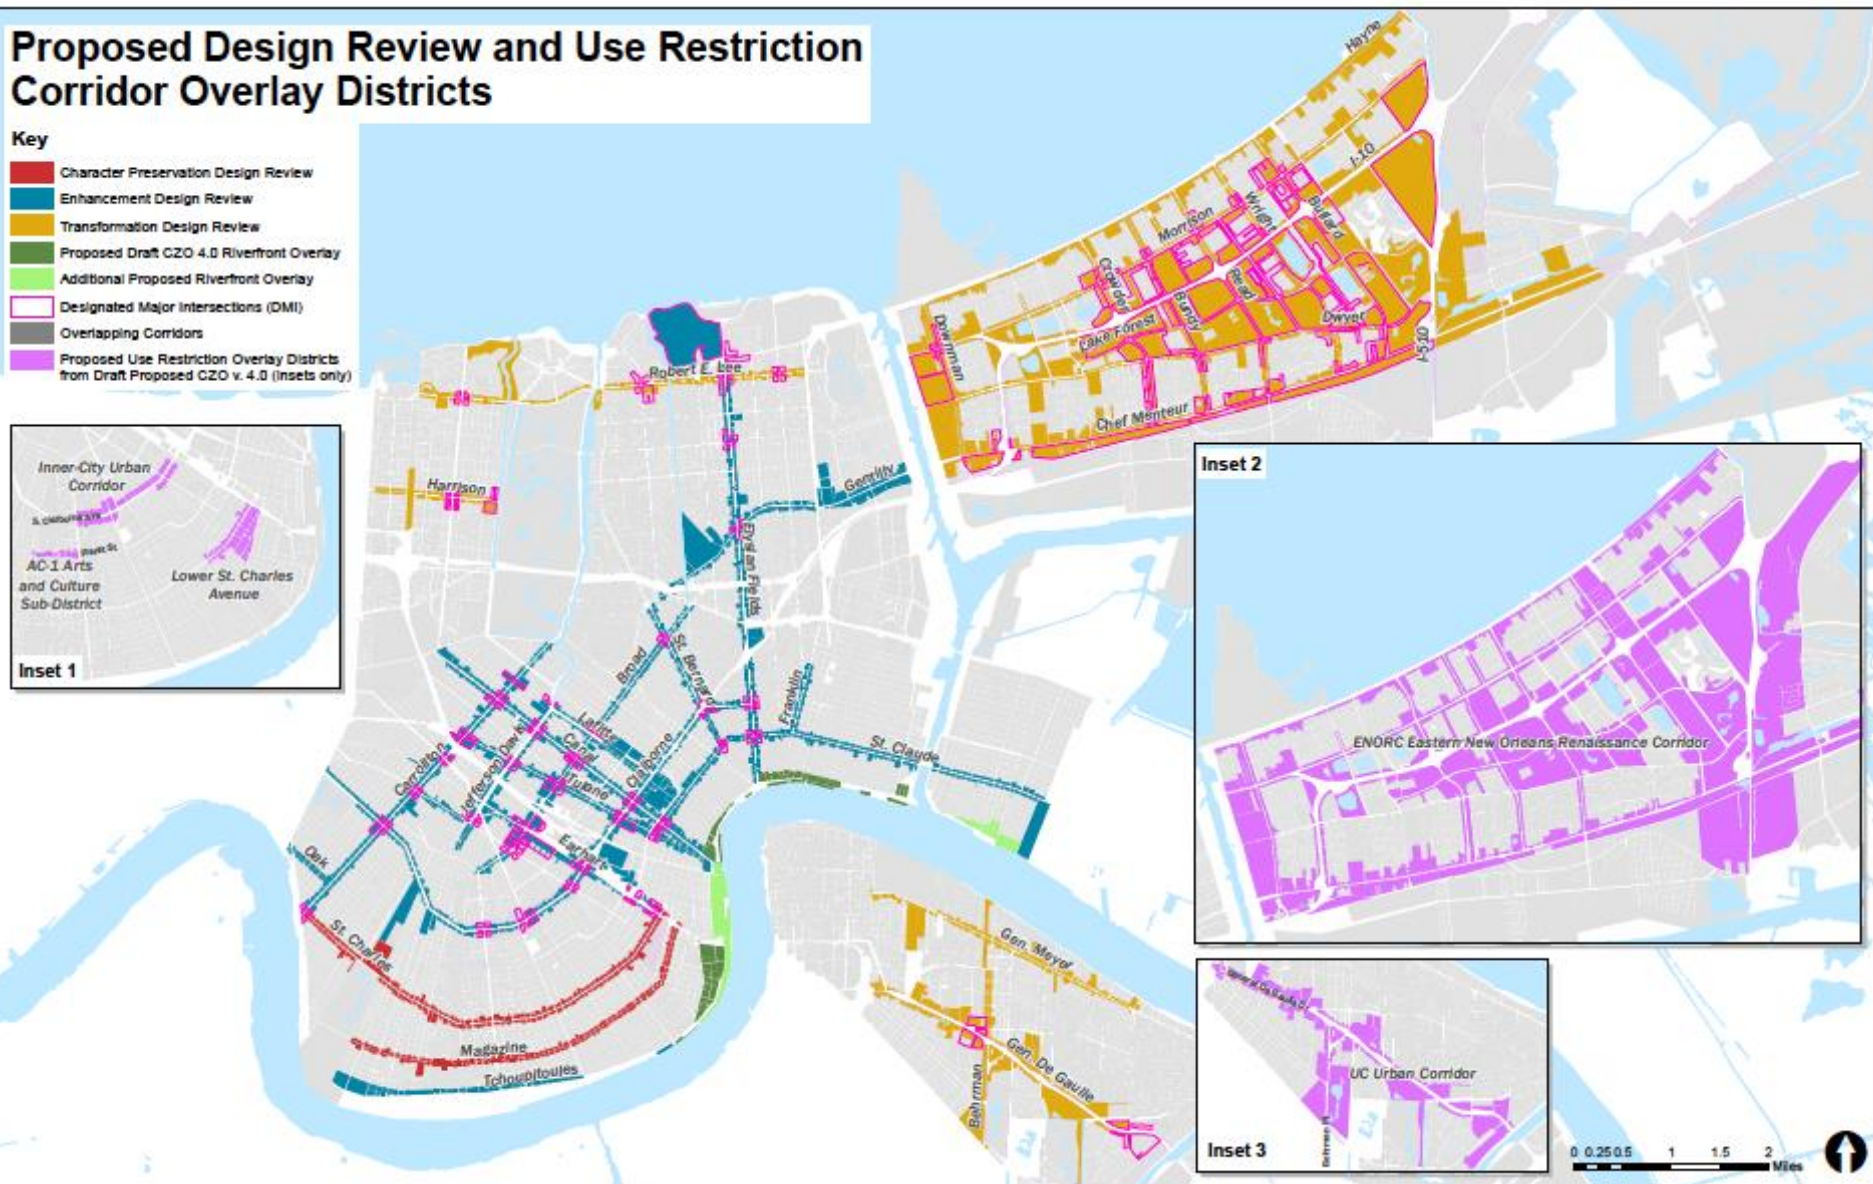 Proposed Design Review and Use Restriction
Corridor Overlay Districts
Key
Character Preservation Design Review
Enhancement Design Review
Transformation Design Review
Proposed Draft CZO 4.0 Riverfront Overlay
Additional Proposed Riverfront Overlay
Designated Major Intersections (DMI)
Overlapping Corridors
Proposed Use Restriction Overlay Districts
from Draft Proposed CZO v. 4.0 (Insets only)
Hayne
I-10
Morrison
Wright
Bullard
Crowder
Read
Bundy
Lake Forest
Dwyer
Downman
I-510
Chef Menteur
Robert E. Lee
Harrison
Gentilly
Elysian Fields
Broad
St. Bernard
Franklin
Lafitte
Canal
St. Claude
Carrollton
Jefferson Davis
Tulane
Claiborne
Earhart
Oak
St. Charles
Magazine
Tchoupitoules
Gen. Meyer
Gen. De Gaulle
Behrman
Inner-City Urban
Corridor
AC-1 Arts
and Culture
Sub-District
Lower St. Charles
Avenue
Inset 1
Inset 2
ENORC Eastern New Orleans Renaissance Corridor
UC Urban Corridor
Inset 3
0 0.25 0.5 1 1.5 2
Miles